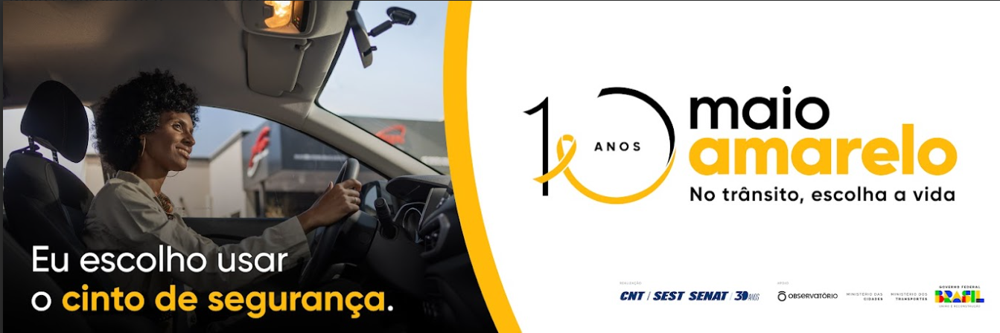 Eu escolho usar
o cinto de segurança.
10 ANOS
maio
amarelo
No trânsito, escolha a vida
REALIZAÇÃO
CNT SEST SENAT 30 ANOS
APOIO
OBSERVATÓRIO
MINISTÉRIO DAS
CIDADES
MINISTÉRIO DOS
TRANSPORTES
GOVERNO FEDERAL
BRASIL
UNIÃO E RECONSTRUÇÃO